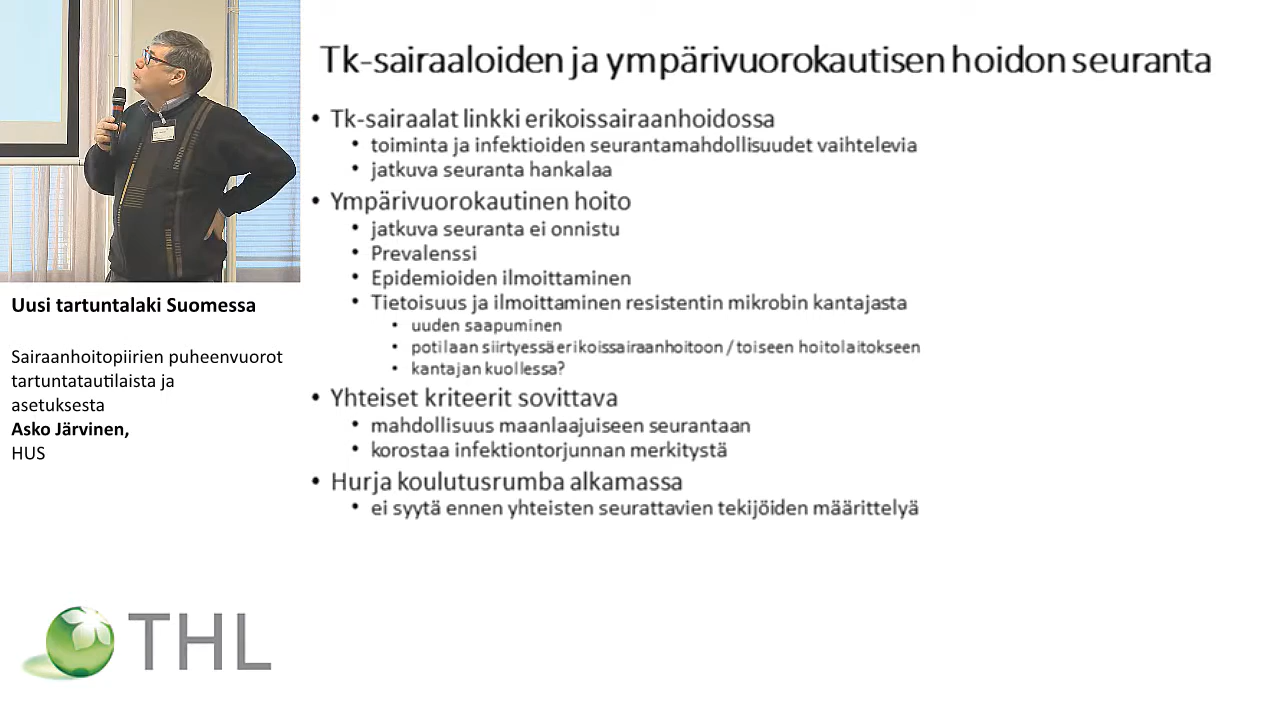 Tk-sairaaloiden ja ympärivuorokautisen hoidon seuranta
• Tk-sairaalat linkki erikoissairaanhoidossa
• toiminta ja infektioiden seurantamahdollisuudet vaihtelevia
• jatkuva seuranta hankalaa
• Ympärivuorokautinen hoito
• jatkuva seuranta ei onnistu
• Prevalenssi
• Epidemioiden ilmoittaminen
• Tietoisuus ja ilmoittaminen resistentin mikrobin kantajasta
• uuden saapuminen
• potilaan siirtyessä erikoissairaanhoitoon / toiseen hoitolaitokseen
• kantajan kuollessa?
• Yhteiset kriteerit sovittava
• mahdollisuus maanlaajuiseen seurantaan
• korostaa infektiontorjunnan merkitystä
• Hurja koulutusrumba alkamassa
• ei syytä ennen yhteisten seurattavien tekijöiden määrittelyä
Uusi tartuntalaki Suomessa
Sairaanhoitopiirien puheenvuorot
tartuntatautilaista ja
asetuksesta
Asko Järvinen,
HUS
THL